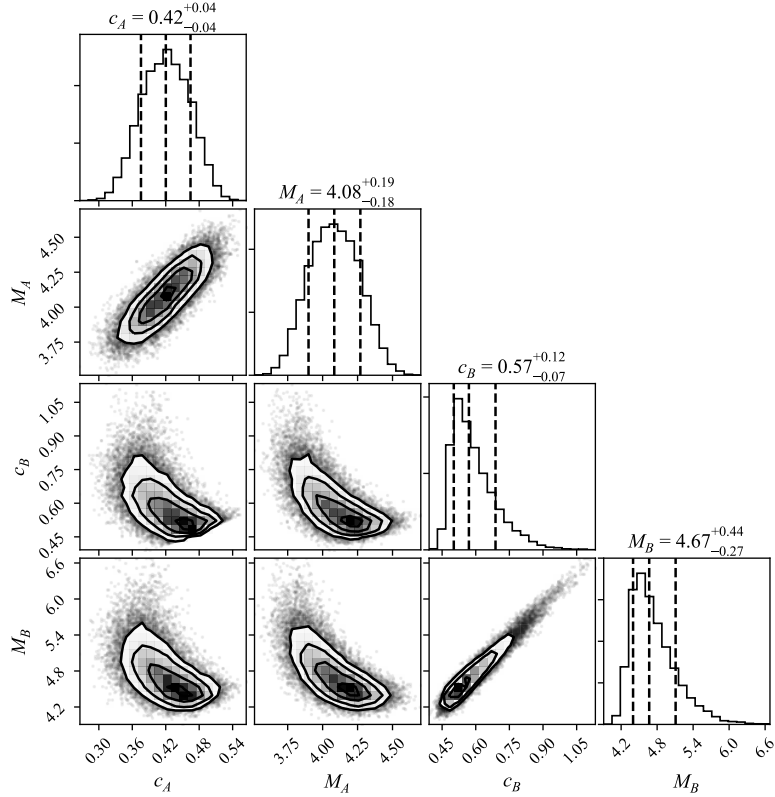 c_A = 0.42^{+0.04}_{-0.04}
M_A = 4.08^{+0.19}_{-0.18}
4.50
4.25
4.00
3.75
M_A
c_B = 0.57^{+0.12}_{-0.07}
1.05
0.90
0.75
0.60
0.45
c_B
M_B = 4.67^{+0.44}_{-0.27}
6.6
6.0
5.4
4.8
4.2
M_B
0.30 0.36 0.42 0.48 0.54
3.75 4.00 4.25 4.50
0.45 0.60 0.75 0.90 1.05
4.2 4.8 5.4 6.0 6.6
c_A M_A c_B M_B